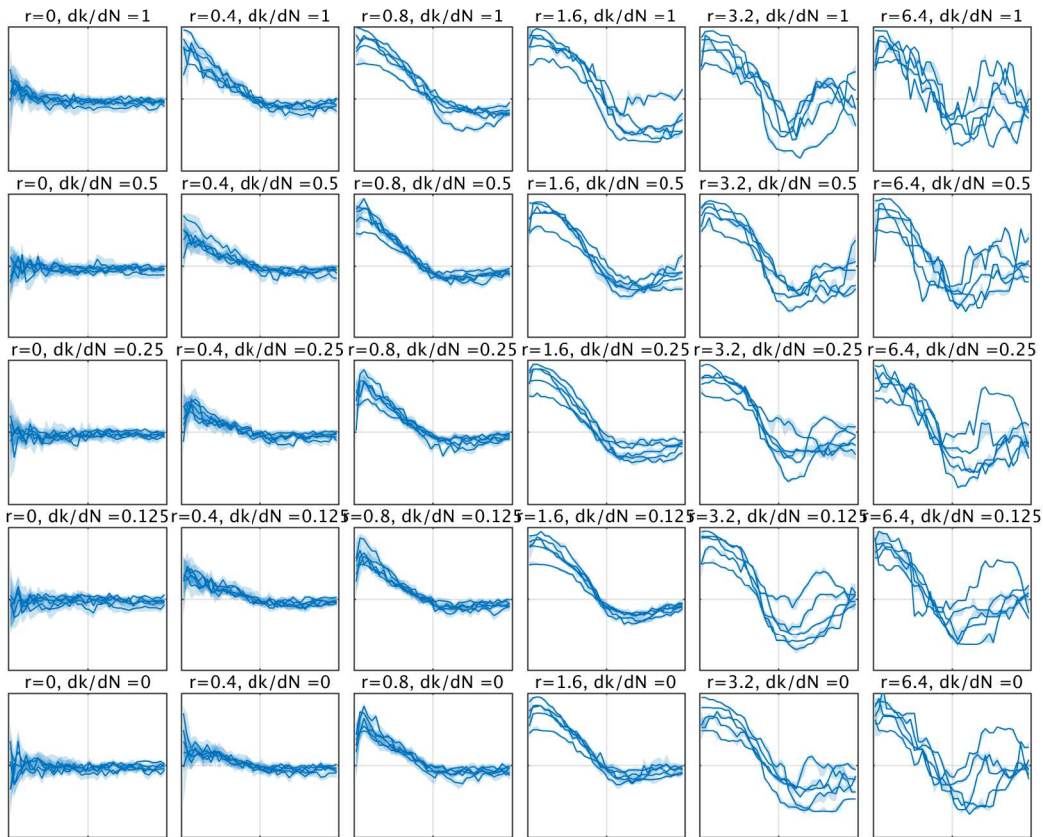 r=0, dk/dN =1 r=0.4, dk/dN =1 r=0.8, dk/dN =1 r=1.6, dk/dN =1 r=3.2, dk/dN =1 r=6.4, dk/dN =1
r=0, dk/dN =0.5 r=0.4, dk/dN =0.5 r=0.8, dk/dN =0.5 r=1.6, dk/dN =0.5 r=3.2, dk/dN =0.5 r=6.4, dk/dN =0.5
r=0, dk/dN =0.25 r=0.4, dk/dN =0.25 r=0.8, dk/dN =0.25 r=1.6, dk/dN =0.25 r=3.2, dk/dN =0.25 r=6.4, dk/dN =0.25
r=0, dk/dN =0.125 r=0.4, dk/dN =0.125 r=0.8, dk/dN =0.125 r=1.6, dk/dN =0.125 r=3.2, dk/dN =0.125 r=6.4, dk/dN =0.125
r=0, dk/dN =0 r=0.4, dk/dN =0 r=0.8, dk/dN =0 r=1.6, dk/dN =0 r=3.2, dk/dN =0 r=6.4, dk/dN =0